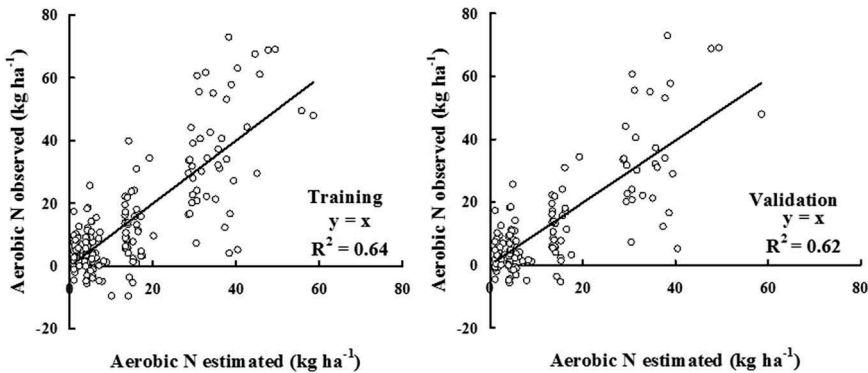 Aerobic N observed (kg ha⁻¹)
80
60
40
20
0
-20
0
20
40
60
80
Training
y = x
R² = 0.64
Aerobic N estimated (kg ha⁻¹)
Aerobic N observed (kg ha⁻¹)
80
60
40
20
0
-20
0
20
40
60
80
Validation
y = x
R² = 0.62
Aerobic N estimated (kg ha⁻¹)